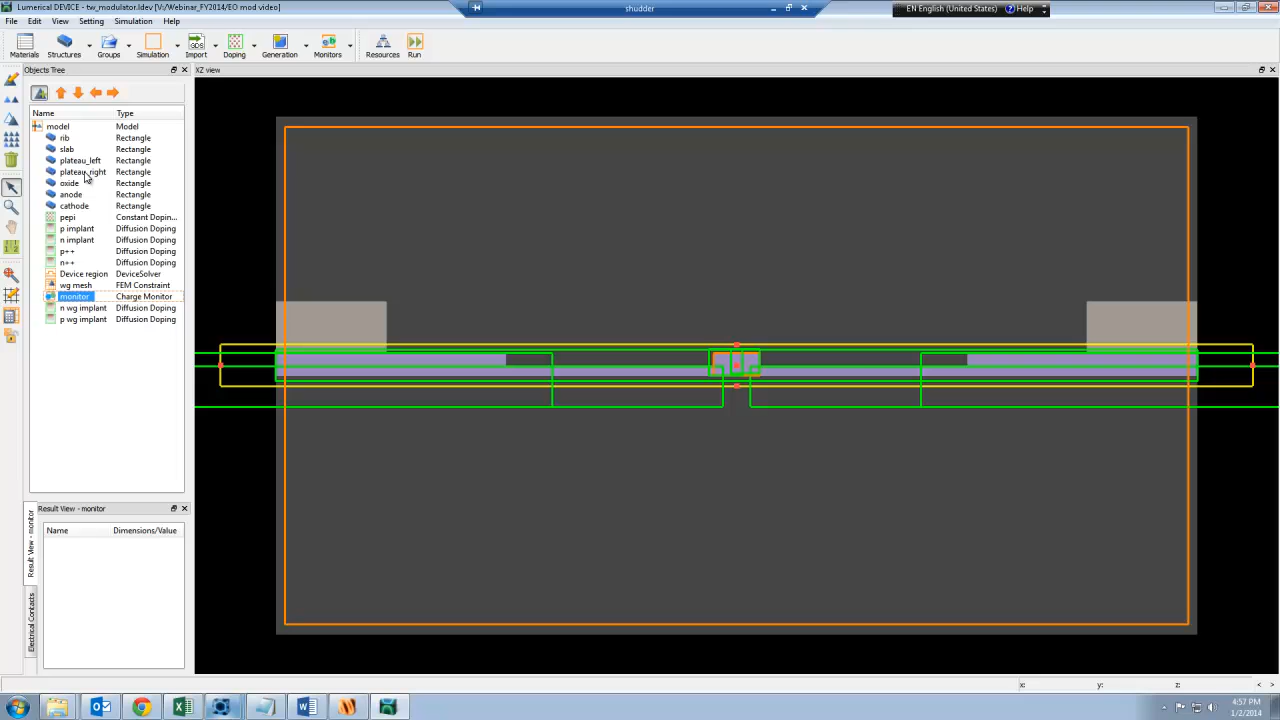 Lumerical DEVICE - tw_modulator.ldev [V:/Webinar_FY2014/EO mod video]
shudder
EN English (United States)
Help
File Edit View Setting Simulation Help
Materials Structures Groups Simulation Import Doping Generation Monitors Resources Run
GDS
Objects Tree
XZ view
Name Type
model Model
rib Rectangle
slab Rectangle
plateau_left Rectangle
plateau_right Rectangle
oxide Rectangle
anode Rectangle
cathode Rectangle
pepi Constant Dopin...
p implant Diffusion Doping
n implant Diffusion Doping
p++ Diffusion Doping
n++ Diffusion Doping
Device region DeviceSolver
wg mesh FEM Constraint
monitor Charge Monitor
n wg implant Diffusion Doping
p wg implant Diffusion Doping
Result View - monitor
Name Dimensions/Value
Result View - monitor
Electrical Contacts
x: y: z:
4:57 PM
1/2/2014